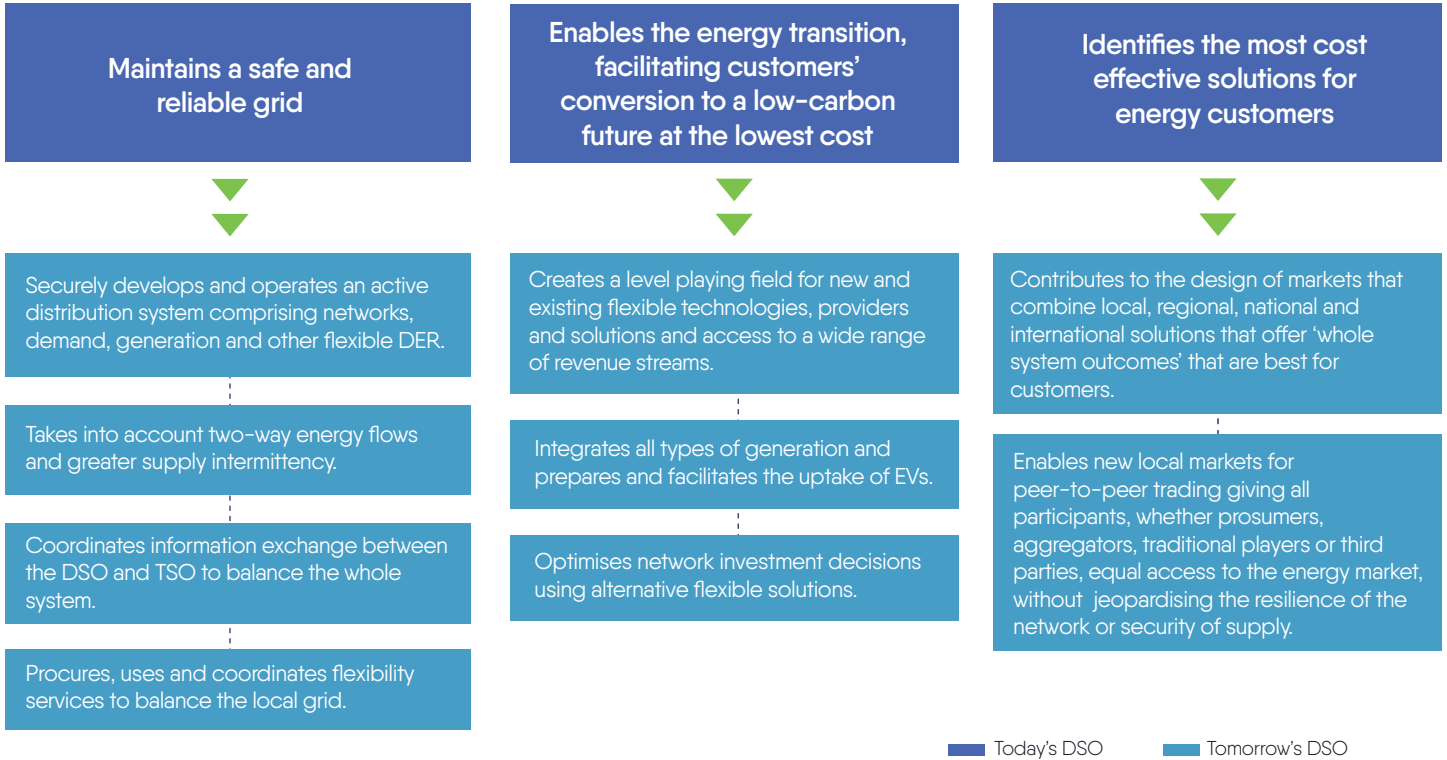 Maintains a safe and
reliable grid
Securely develops and operates an active
distribution system comprising networks,
demand, generation and other flexible DER.
Takes into account two-way energy flows
and greater supply intermittency.
Coordinates information exchange between
the DSO and TSO to balance the whole
system.
Procures, uses and coordinates flexibility
services to balance the local grid.
Enables the energy transition,
facilitating customers’
conversion to a low-carbon
future at the lowest cost
Creates a level playing field for new and
existing flexible technologies, providers
and solutions and access to a wide range
of revenue streams.
Integrates all types of generation and
prepares and facilitates the uptake of EVs.
Optimises network investment decisions
using alternative flexible solutions.
Identifies the most cost
effective solutions for
energy customers
Contributes to the design of markets that
combine local, regional, national and
international solutions that offer ‘whole
system outcomes’ that are best for
customers.
Enables new local markets for
peer-to-peer trading giving all
participants, whether prosumers,
aggregators, traditional players or third
parties, equal access to the energy market,
without jeopardising the resilience of the
network or security of supply.
Today’s DSO
Tomorrow’s DSO